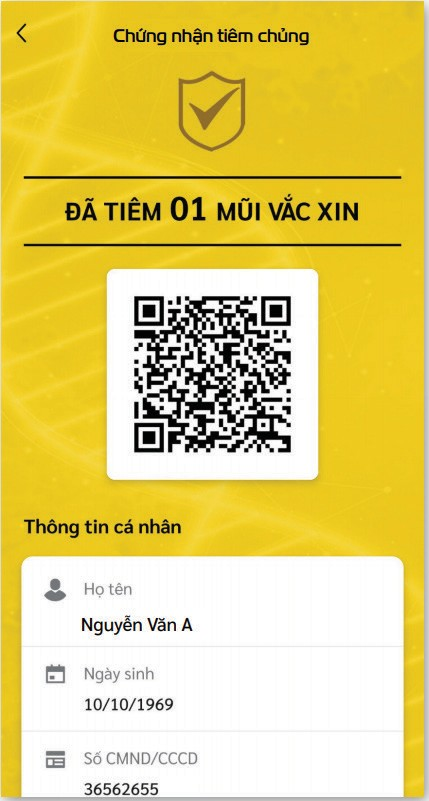 Chứng nhận tiêm chủng
ĐÃ TIÊM 01 MŨI VẮC XIN
Thông tin cá nhân
Họ tên
Nguyễn Văn A
Ngày sinh
10/10/1969
Số CMND/CCCD
36562655